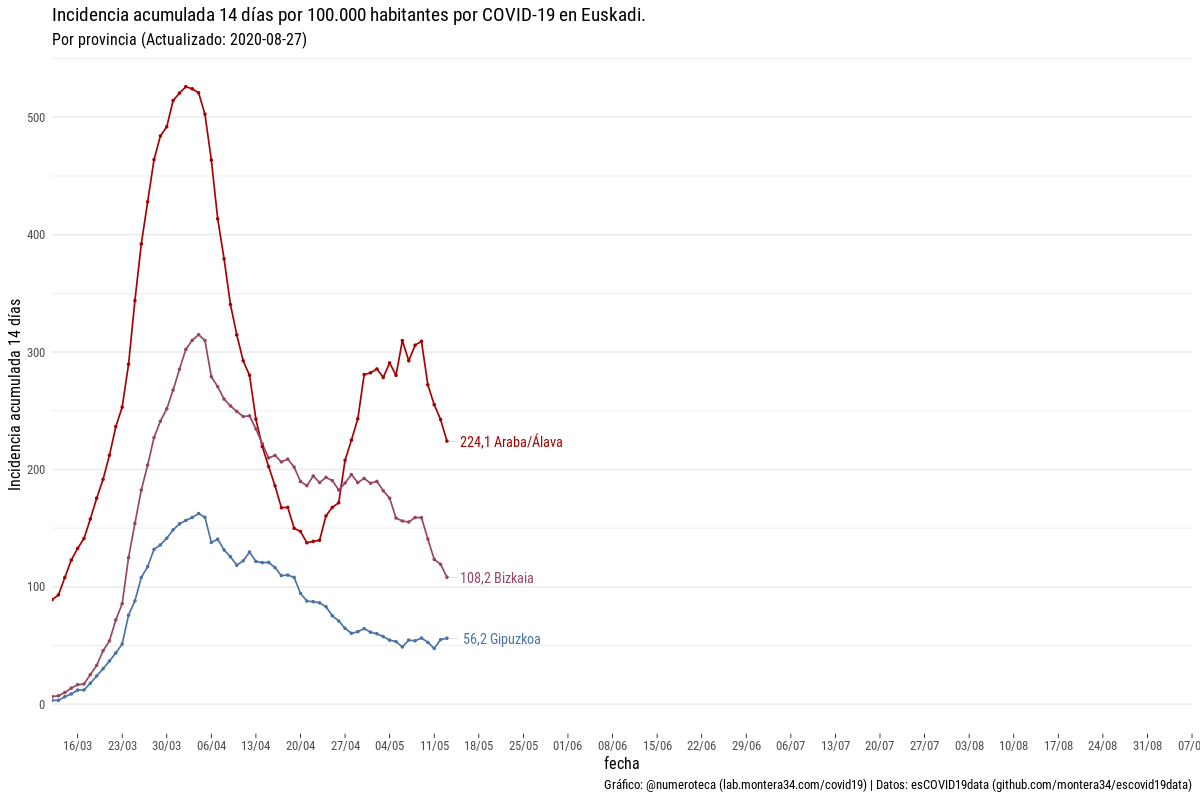 Incidencia acumulada 14 días por 100.000 habitantes por COVID-19 en Euskadi.
Por provincia (Actualizado: 2020-08-27)
Incidencia acumulada 14 días
500
400
300
200
100
0
224,1 Araba/Álava
108,2 Bizkaia
56,2 Gipuzkoa
16/03 23/03 30/03 06/04 13/04 20/04 27/04 04/05 11/05 18/05 25/05 01/06 08/06 15/06 22/06 29/06 06/07 13/07 20/07 27/07 03/08 10/08 17/08 24/08 31/08 07/0
fecha
Gráfico: @numeroteca (lab.montera34.com/covid19) | Datos: esCOVID19data (github.com/montera34/escovid19data)